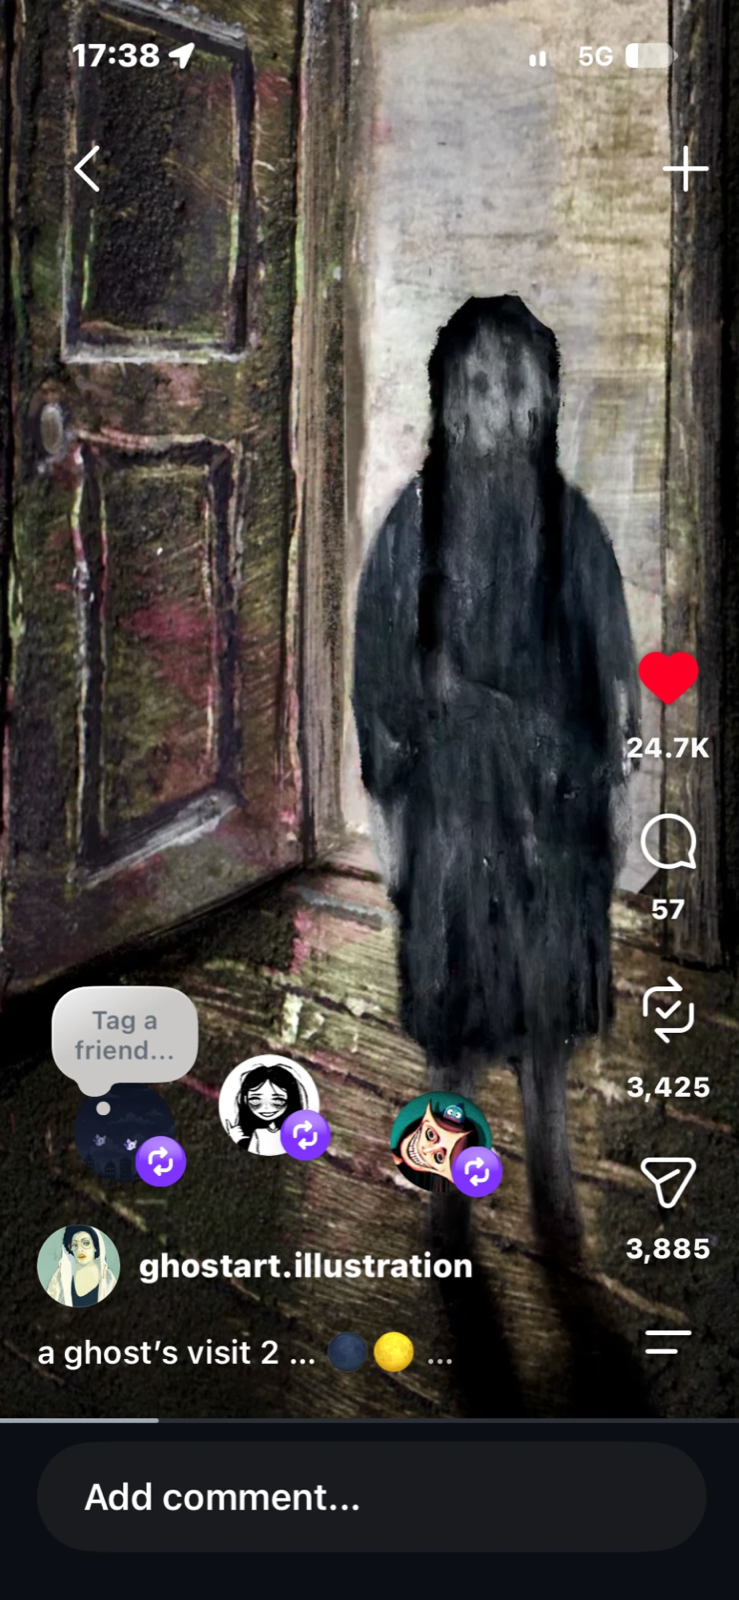 17:38
5G
24.7K
57
Tag a
friend...
3,425
3,885
ghostart.illustration
a ghost's visit 2 ... 🌑🌕 ...
Add comment...